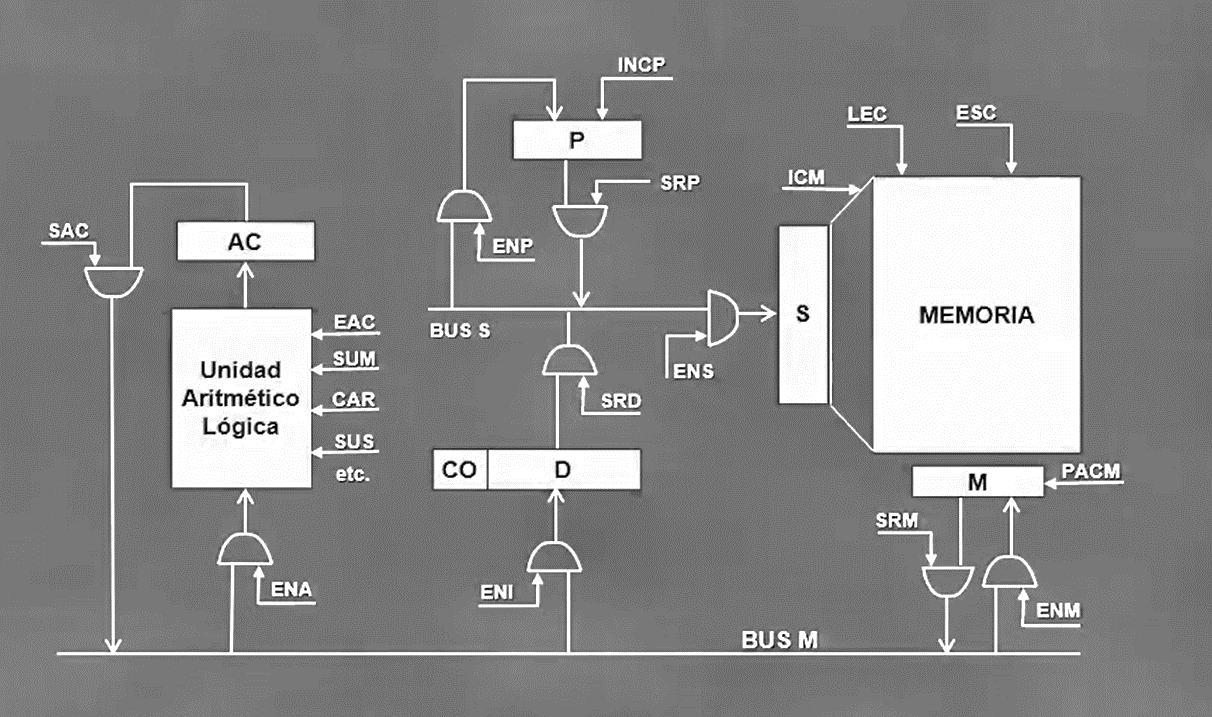 INCP
P
LEC
ESC
ICM
SRP
SAC
AC
ENP
BUS S
S
MEMORIA
ENS
Unidad
Aritmético
Lógica
EAC
SUM
CAR
SUS
etc.
SRD
CO
D
M
PACM
SRM
ENA
ENI
ENM
BUS M